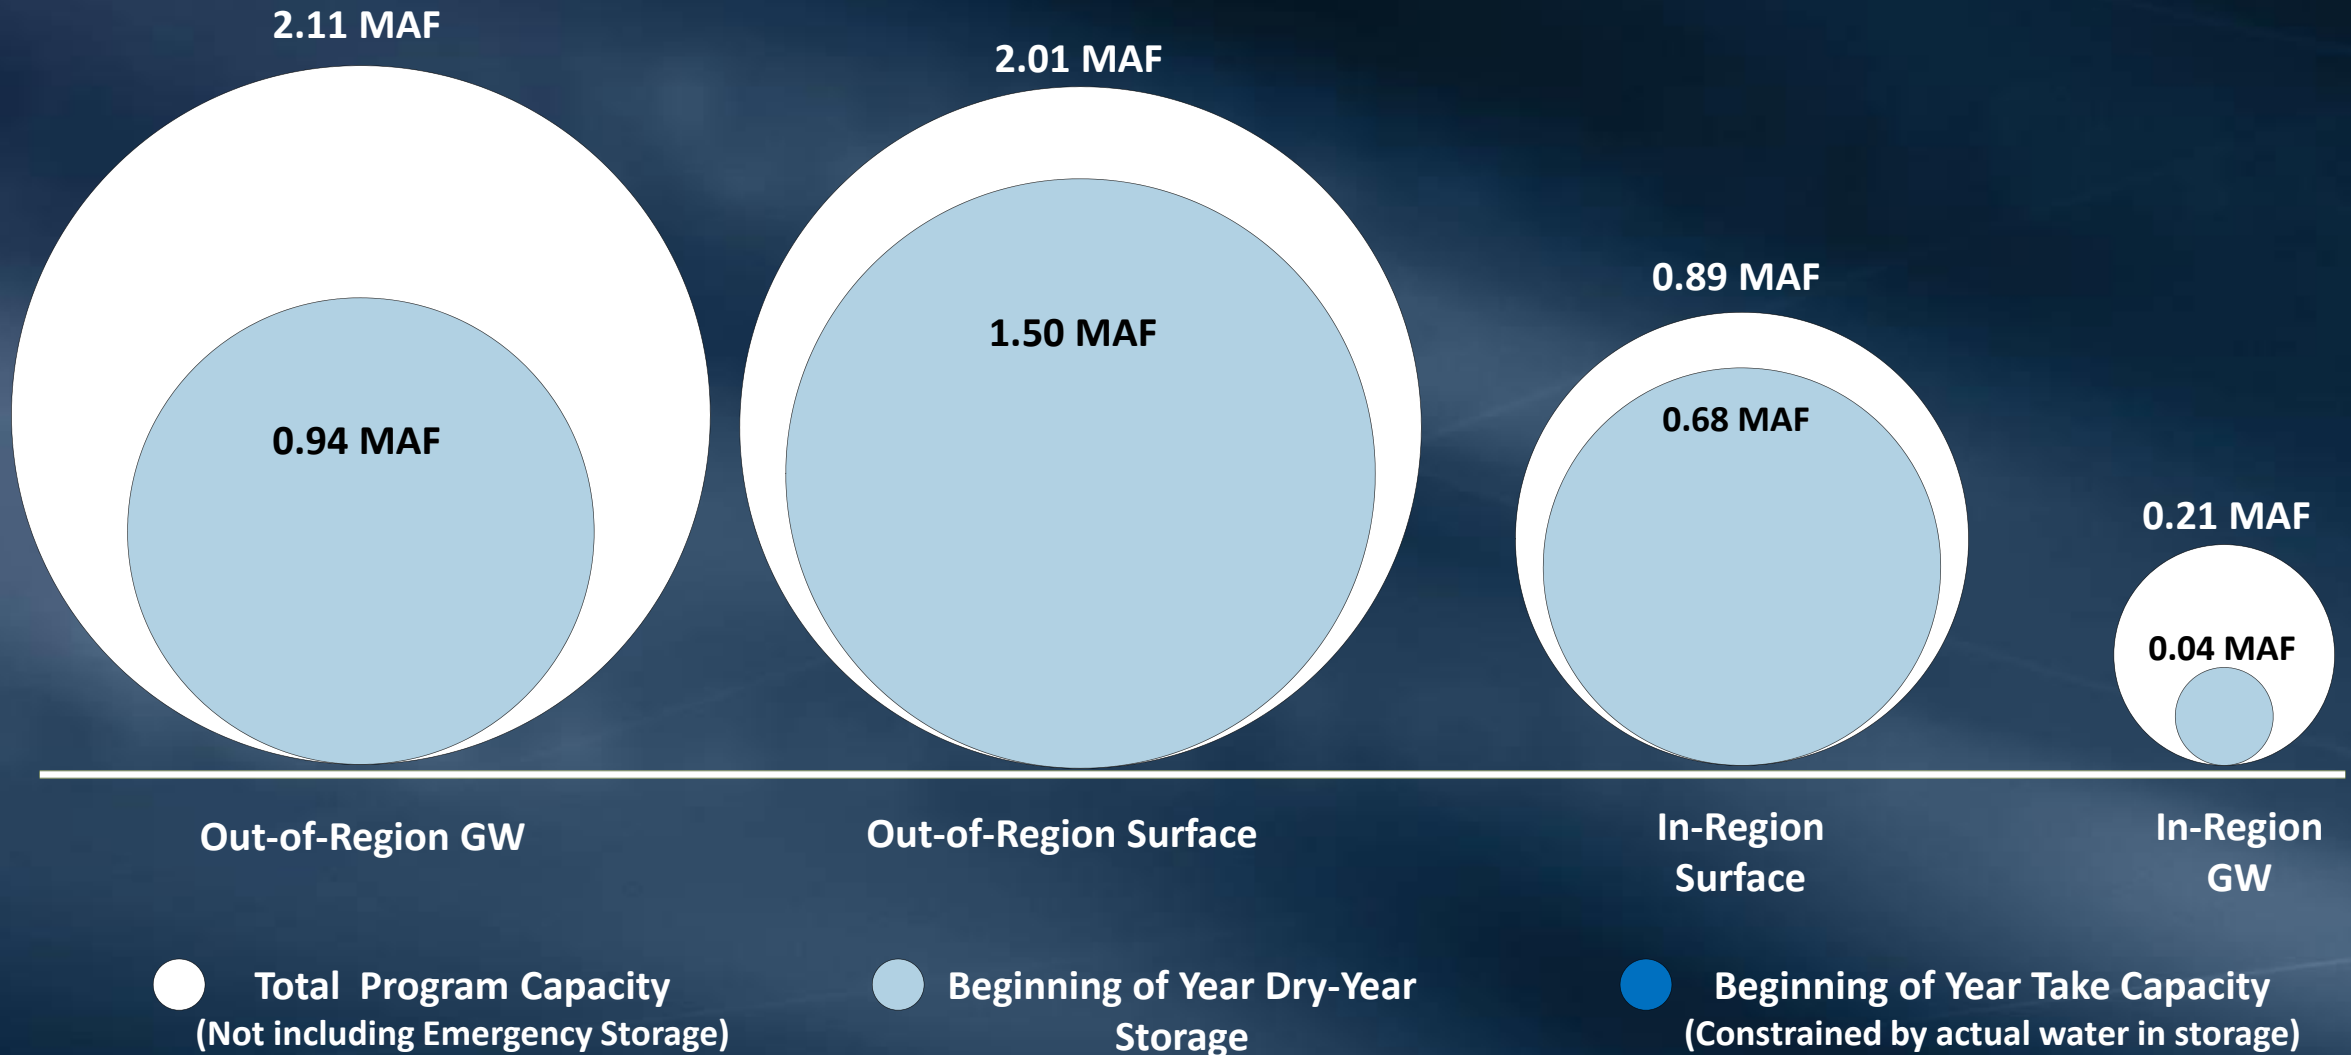 2.11 MAF
2.01 MAF
0.89 MAF
0.21 MAF
0.94 MAF
1.50 MAF
0.68 MAF
0.04 MAF
Out-of-Region GW
Out-of-Region Surface
In-Region
Surface
In-Region
GW
Total Program Capacity
(Not including Emergency Storage)
Beginning of Year Dry-Year
Storage
Beginning of Year Take Capacity
(Constrained by actual water in storage)